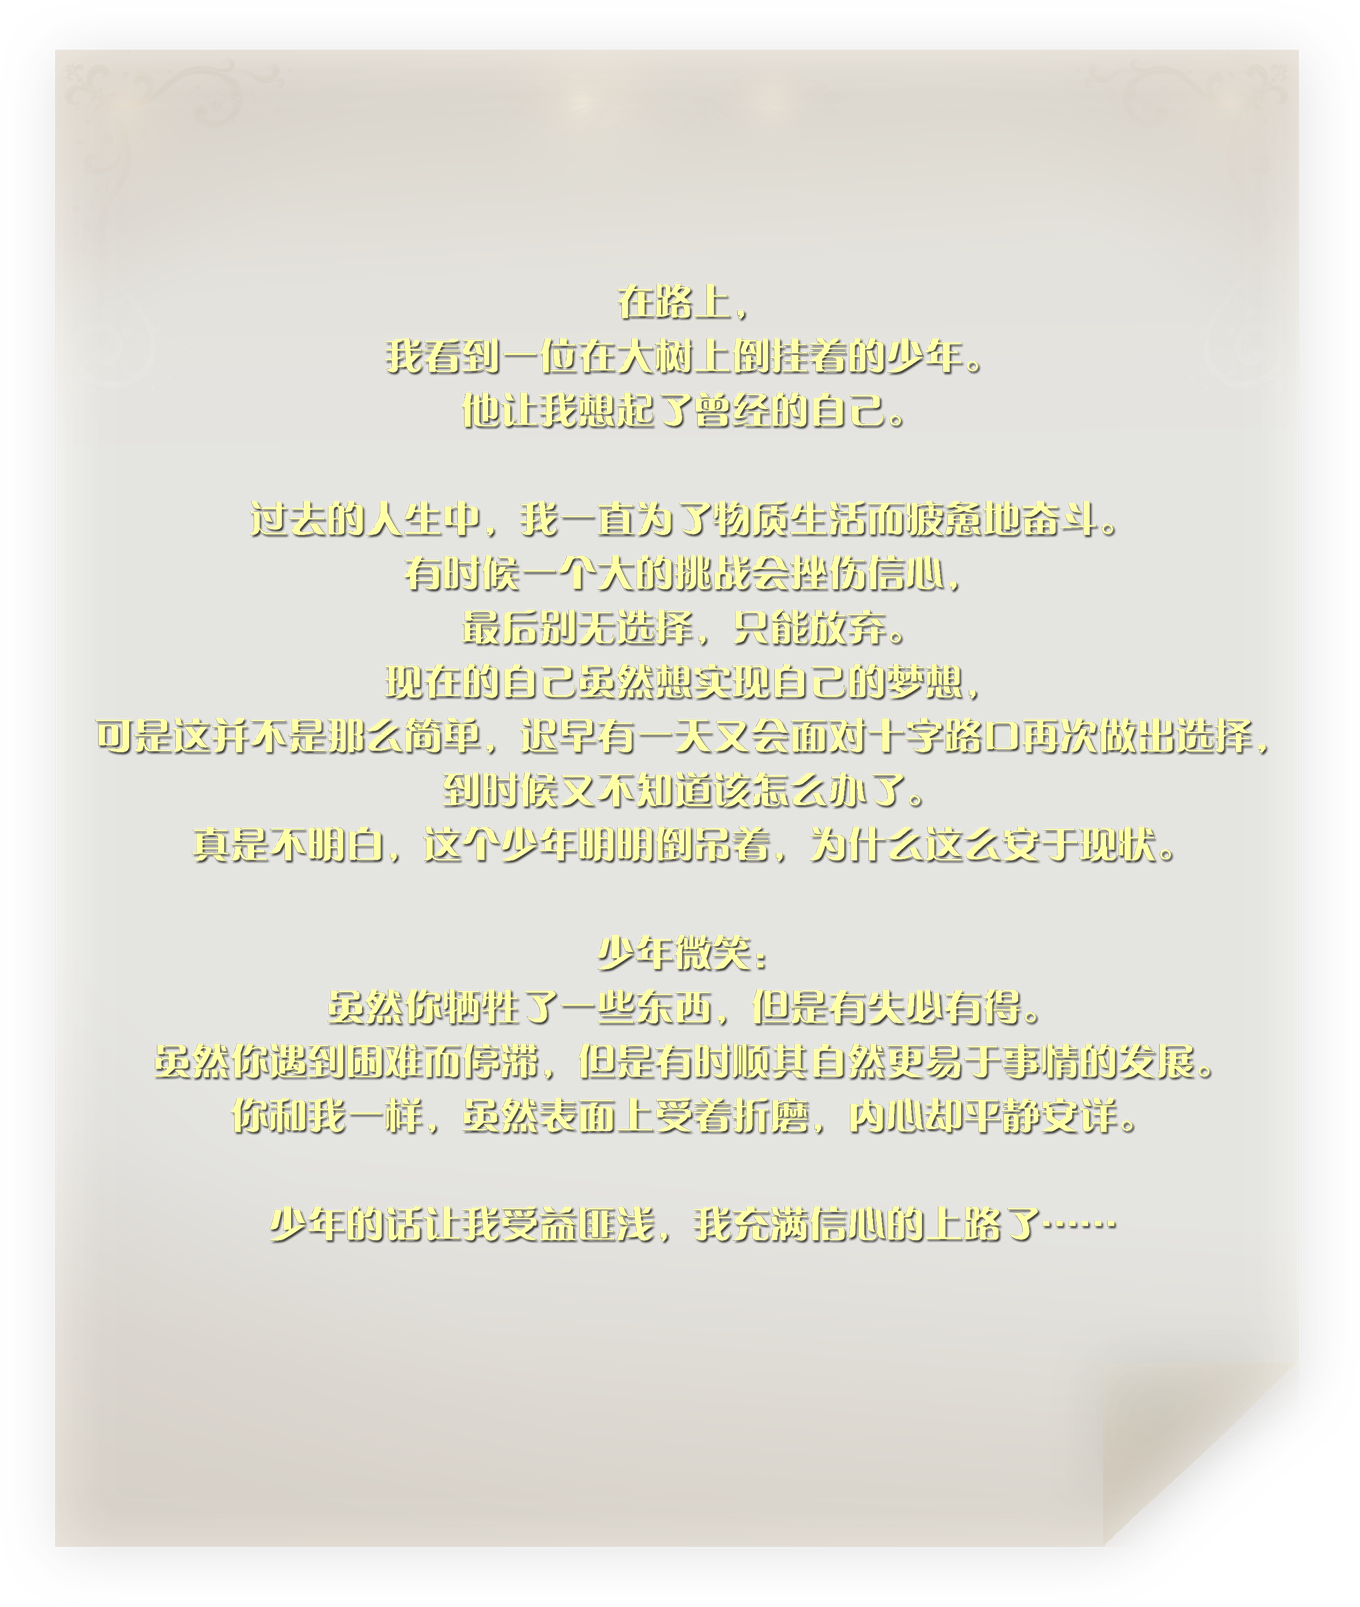 在路上，
我看到一位在大树上倒挂着的少年。
他让我想起了曾经的自己。
过去的人生中，我一直为了物质生活而疲惫地奋斗。
有时候一个大的挑战会挫伤信心，
最后别无选择，只能放弃。
现在的自己虽然想实现自己的梦想，
可是这并不是那么简单，迟早有一天又会面对十字路口再次做出选择，
到时候又不知道该怎么办了。
真是不明白，这个少年明明倒吊着，为什么这么安于现状。
少年微笑：
虽然你牺牲了一些东西，但是有失必有得。
虽然你遇到困难而停滞，但是有时顺其自然更易于事情的发展。
你和我一样，虽然表面上受着折磨，内心却平静安详。
少年的话让我受益匪浅，我充满信心的上路了……